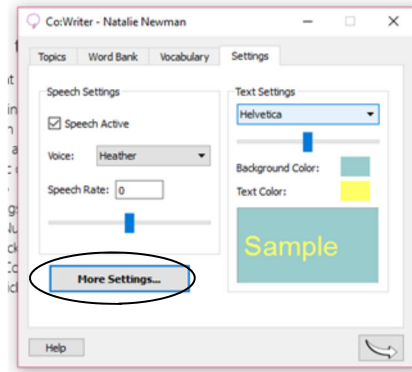 Co:Writer - Natalie Newman
Topics Word Bank Vocabulary Settings
Speech Settings
Speech Active
Voice: Heather
Speech Rate: 0
More Settings...
Text Settings
Helvetica
Background Color:
Text Color:
Sample
Help